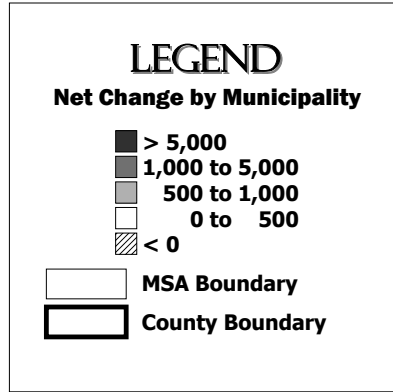 LEGEND
Net Change by Municipality
> 5,000
1,000 to 5,000
500 to 1,000
0 to 500
< 0
MSA Boundary
County Boundary